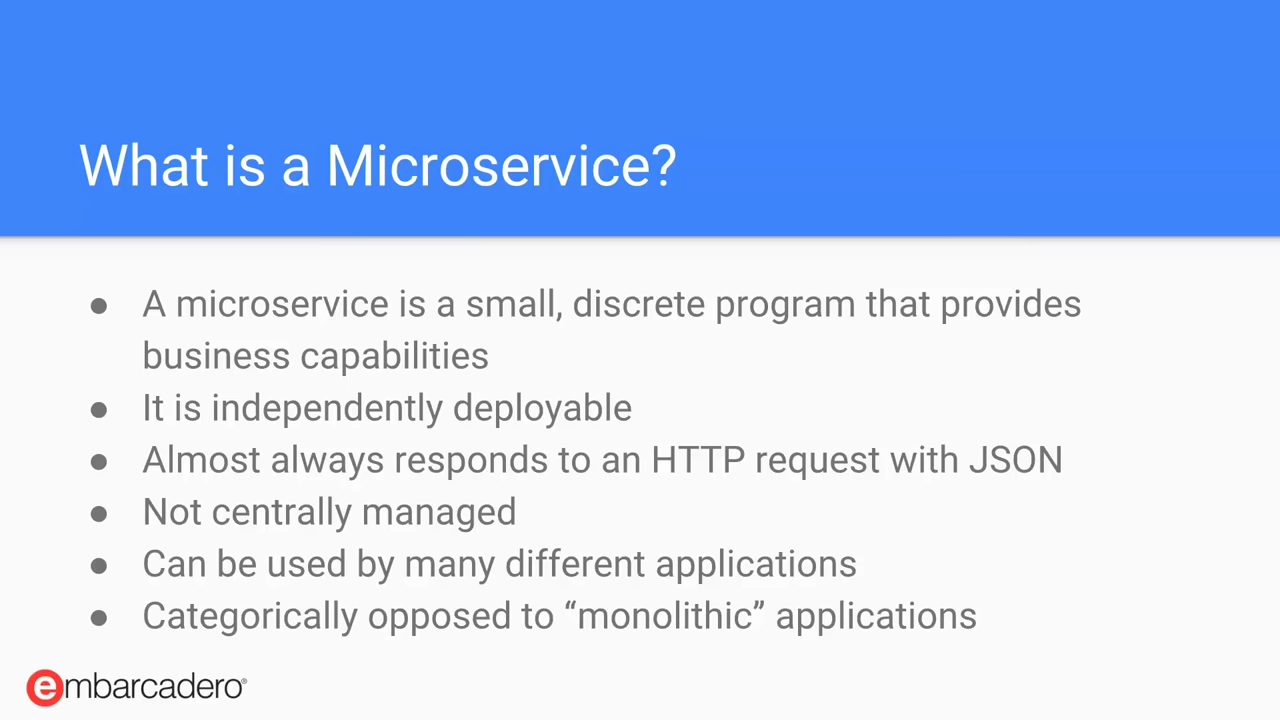 What is a Microservice?
● A microservice is a small, discrete program that provides
business capabilities
● It is independently deployable
● Almost always responds to an HTTP request with JSON
● Not centrally managed
● Can be used by many different applications
● Categorically opposed to “monolithic” applications
embarcadero®